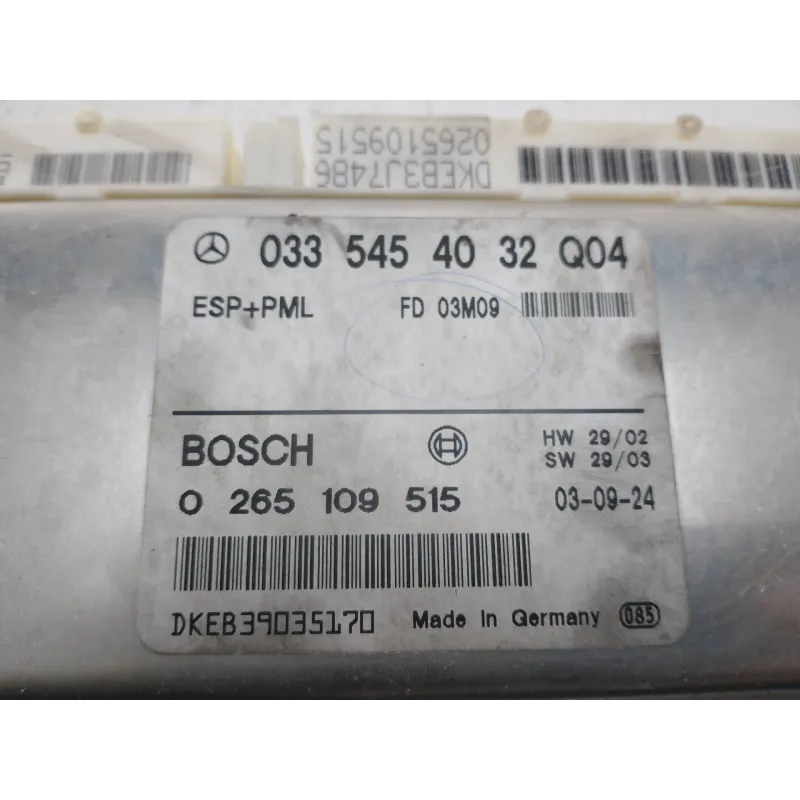 0265109515
DKEB3J7486
033 545 40 32 Q04
ESP+PML FD 03M09
BOSCH HW 29/02
SW 29/03
0 265 109 515 03-09-24
DKEB39035170 Made in Germany 085